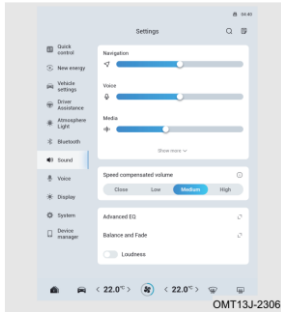 Settings
Quick
control
New energy
Vehicle
settings
Driver
Assistance
Atmosphere
Light
Bluetooth
Sound
Voice
Display
System
Device
manager
Navigation
Voice
Media
Show more
Speed compensated volume
Close Low Medium High
Advanced EQ
Balance and Fade
Loudness
< 22.0℃ > < 22.0℃ >
OMT13J-2306